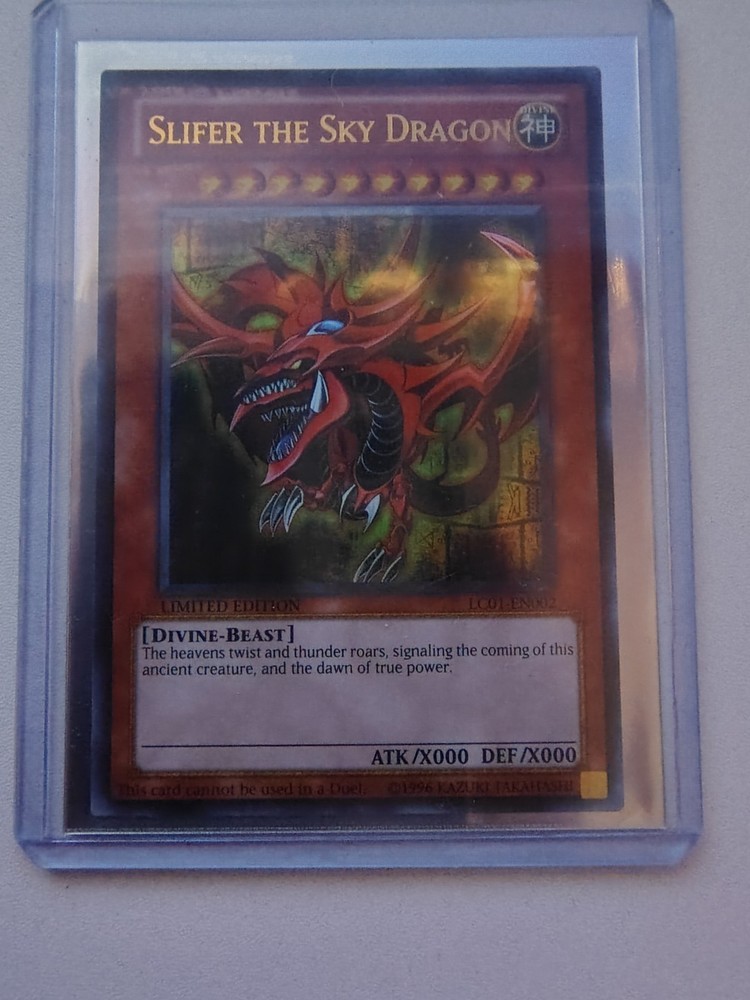 SLIFER THE SKY DRAGON
DIVINE
神
LIMITED EDITION
LC01-EN002
[DIVINE-BEAST]
The heavens twist and thunder roars, signaling the coming of this
ancient creature, and the dawn of true power.
ATK/X000 DEF/X000
This card cannot be used in a Duel. ©1996 KAZUKI TAKAHASHI